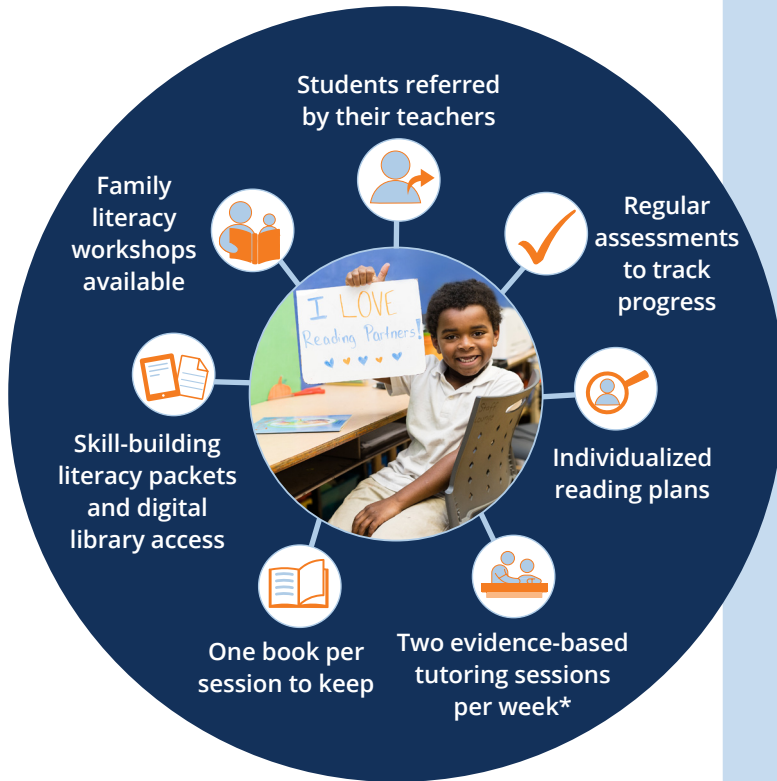 Students referred
by their teachers
Regular
assessments
to track
progress
Individualized
reading plans
Two evidence-based
tutoring sessions
per week*
One book per
session to keep
Skill-building
literacy packets
and digital
library access
Family
literacy
workshops
available
I LOVE
Reading Partners!